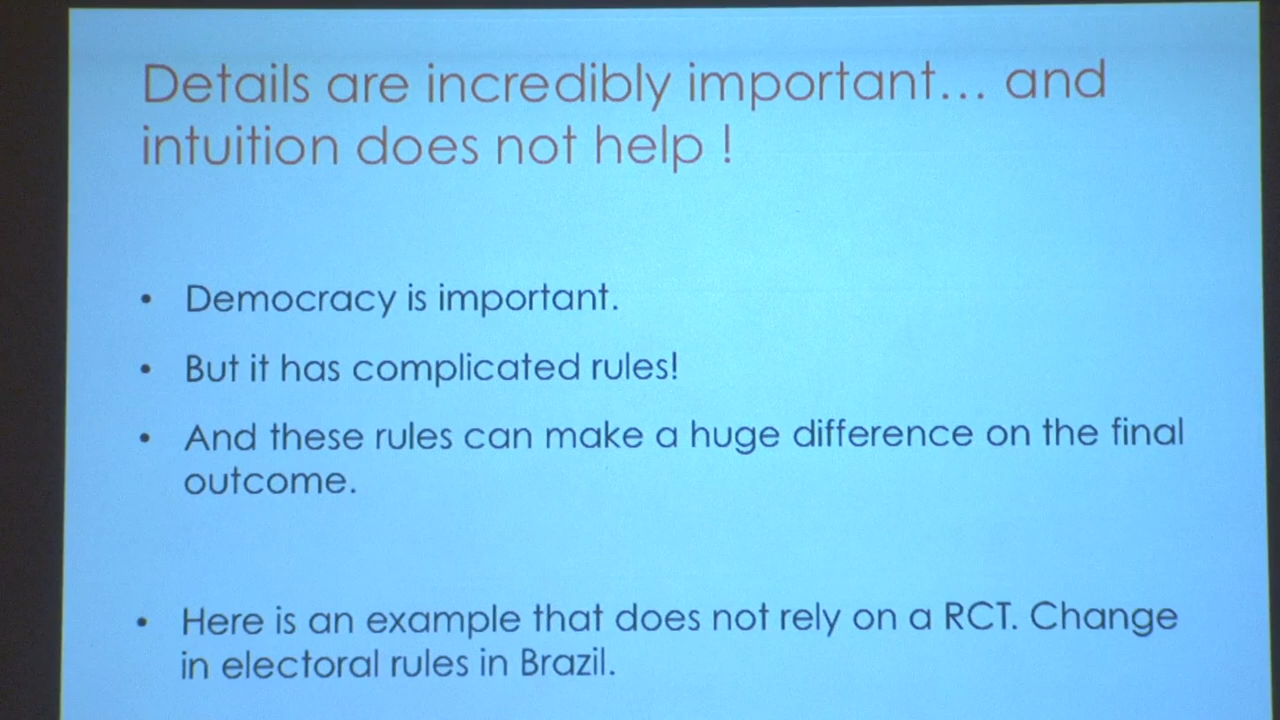 Details are incredibly important... and
intuition does not help !
• Democracy is important.
• But it has complicated rules!
• And these rules can make a huge difference on the final
outcome.
• Here is an example that does not rely on a RCT. Change
in electoral rules in Brazil.